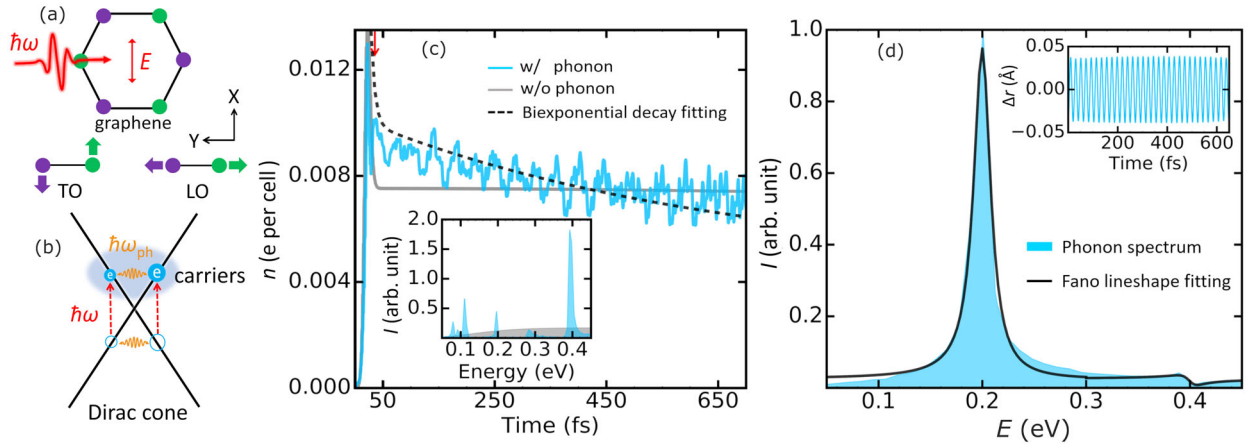 (a)
ħω
E
graphene
X
Y
TO
LO
(b)
ħω_ph
e
e
carriers
ħω
Dirac cone
(c)
w/ phonon
w/o phonon
Biexponential decay fitting
n (e per cell)
0.012
0.008
0.004
0.000
50
250
450
650
Time (fs)
I (arb. unit)
2.0
1.5
1.0
0.5
0.1
0.2
0.3
0.4
Energy (eV)
(d)
I (arb. unit)
1.0
0.8
0.6
0.4
0.2
0.1
0.2
0.3
0.4
E (eV)
Phonon spectrum
Fano lineshape fitting
Δr (Å)
0.05
0.00
−0.05
200
400
600
Time (fs)